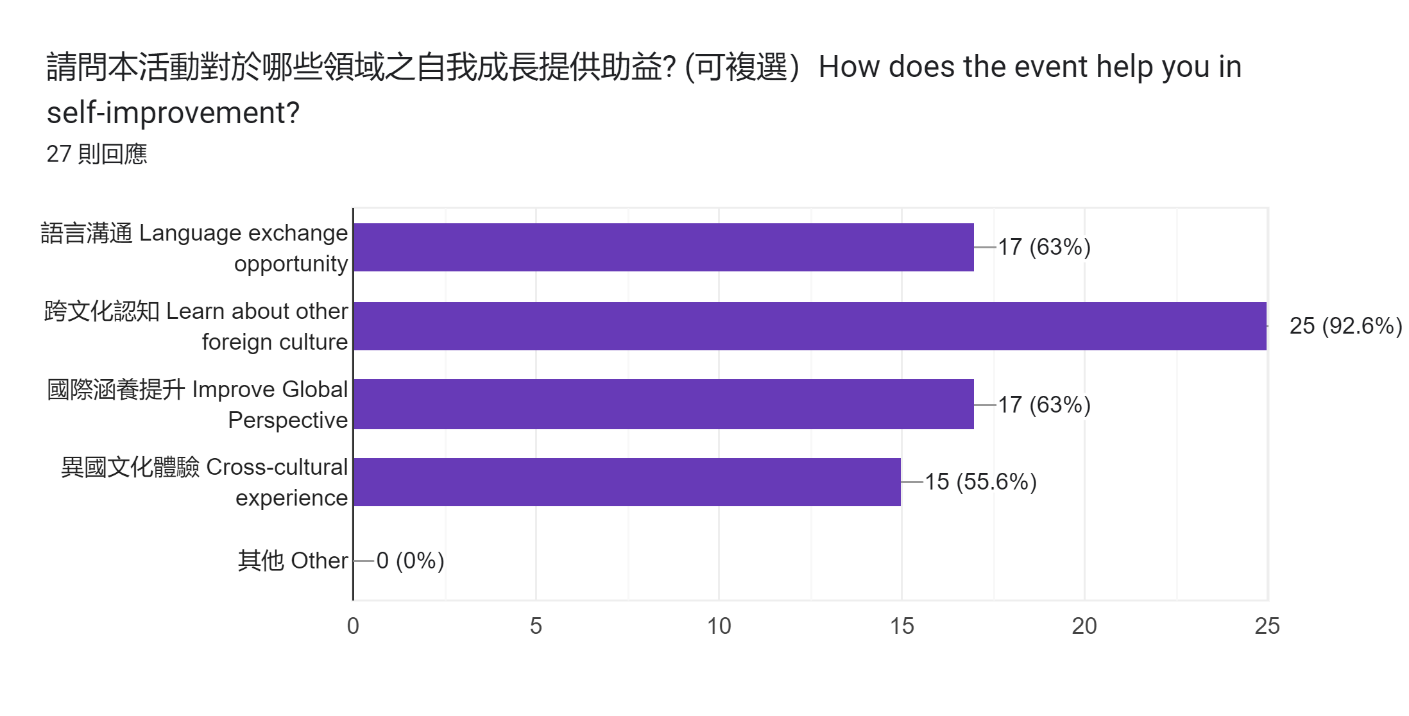 請問本活動對於哪些領域之自我成長提供助益? (可複選）How does the event help you in
self-improvement?
27 則回應
語言溝通 Language exchange
opportunity
17 (63%)
跨文化認知 Learn about other
foreign culture
25 (92.6%)
國際涵養提升 Improve Global
Perspective
17 (63%)
異國文化體驗 Cross-cultural
experience
15 (55.6%)
其他 Other
0 (0%)
0 5 10 15 20 25